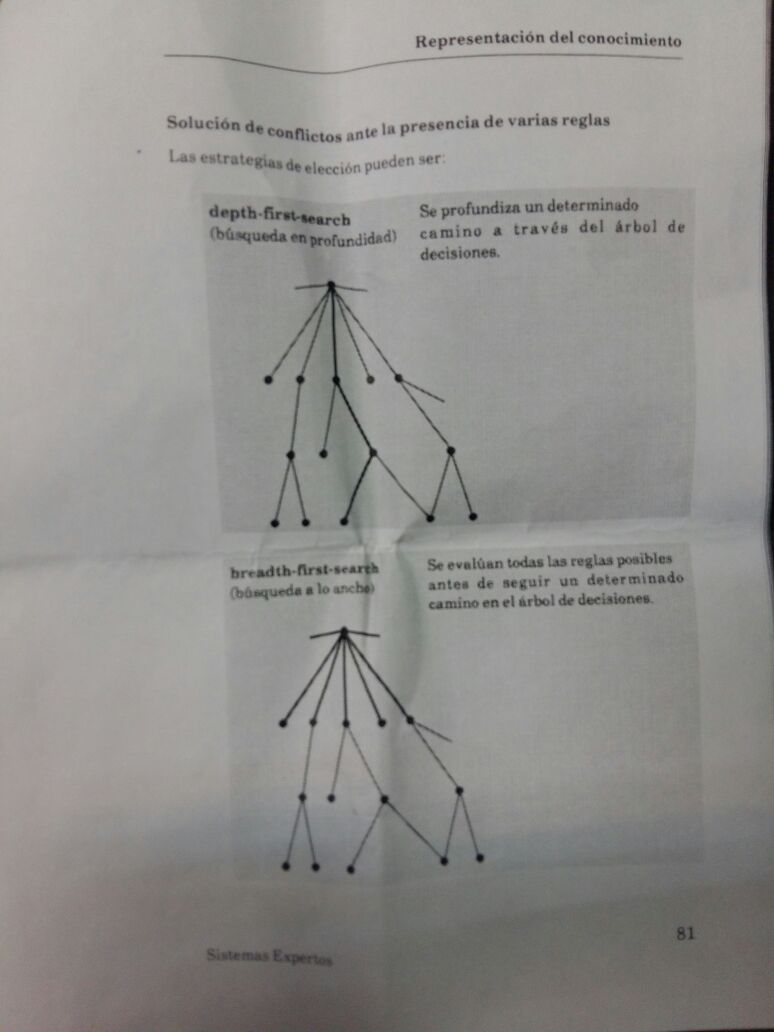 Representación del conocimiento
Solución de conflictos ante la presencia de varias reglas
Las estrategias de elección pueden ser:
depth-first-search
(búsqueda en profundidad)
Se profundiza un determinado
camino a través del árbol de
decisiones.
breadth-first-search
(búsqueda a lo ancho)
Se evalúan todas las reglas posibles
antes de seguir un determinado
camino en el árbol de decisiones.
81
Sistemas Expertos